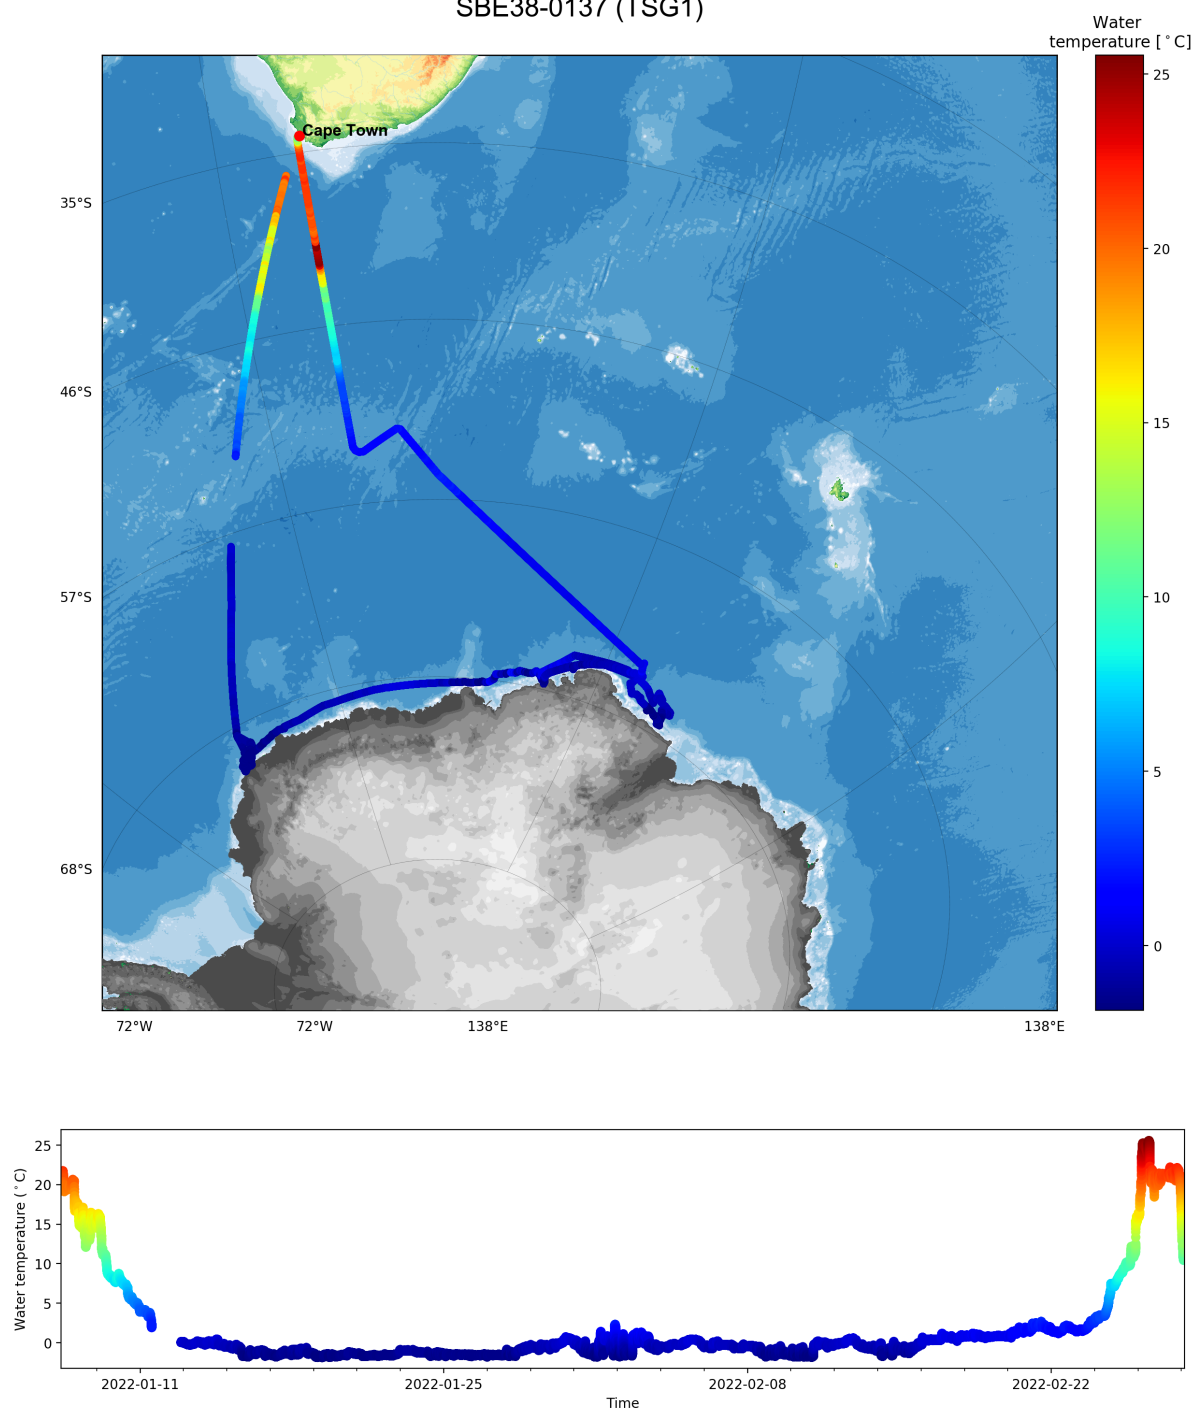 SBE38-0137 (TSG1)
Water
temperature [°C]
Cape Town
35°S
46°S
57°S
68°S
72°W
72°W
138°E
138°E
25
20
15
10
5
0
Water temperature (°C)
25
20
15
10
5
0
2022-01-11
2022-01-25
2022-02-08
2022-02-22
Time